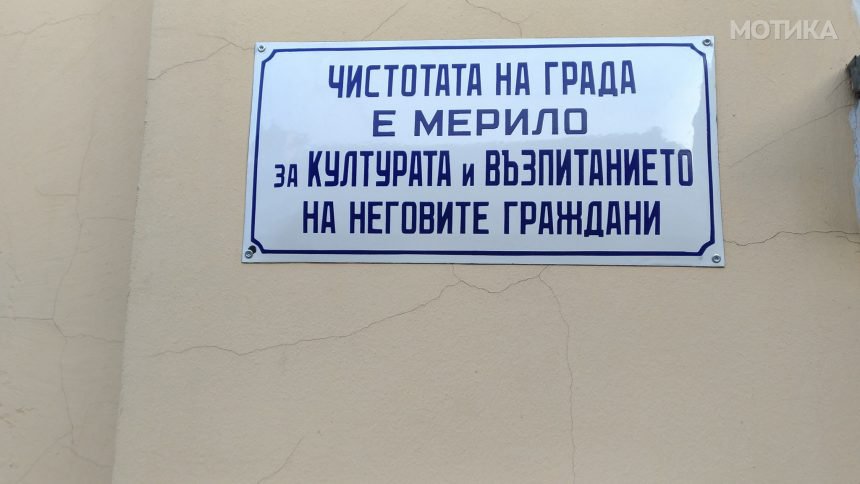 МОТИКА
ЧИСТОТАТА НА ГРАДА
Е МЕРИЛО
ЗА КУЛТУРАТА И ВЪЗПИТАНИЕТО
НА НЕГОВИТЕ ГРАЖДАНИ